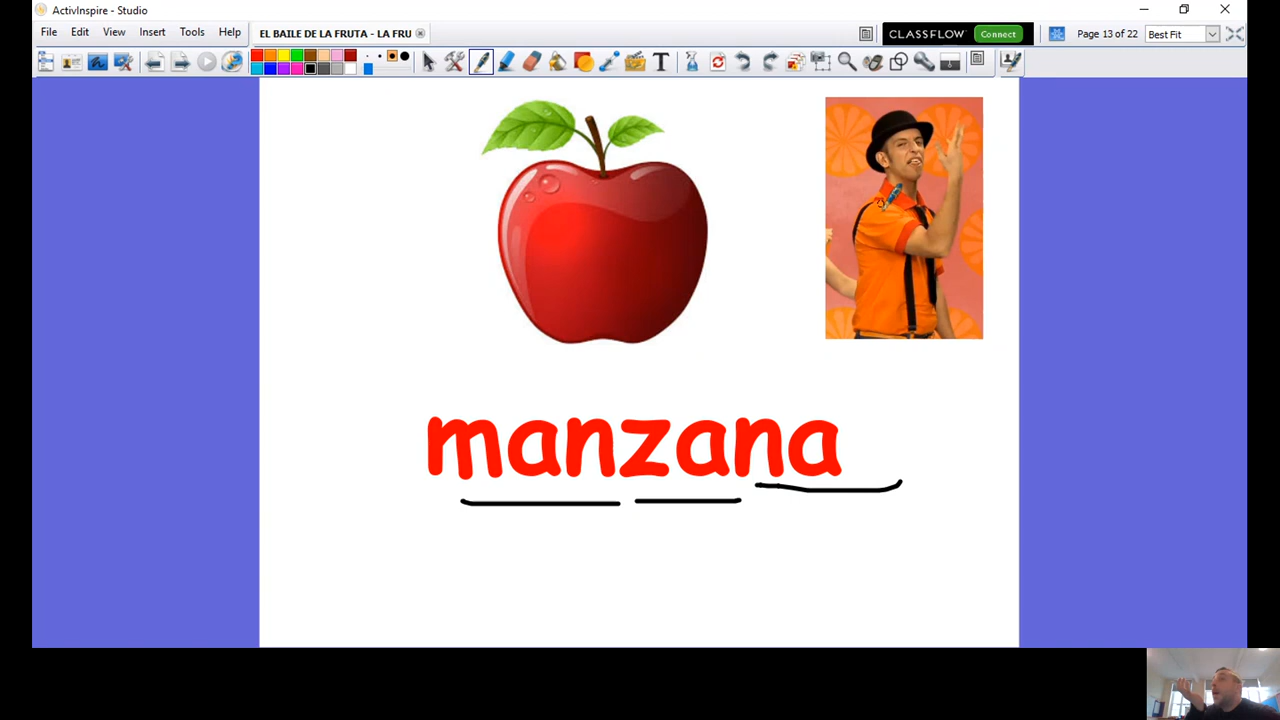 ActivInspire - Studio
File Edit View Insert Tools Help
EL BAILE DE LA FRUTA - LA FRU
CLASSFLOW Connect
Page 13 of 22
Best Fit
manzana